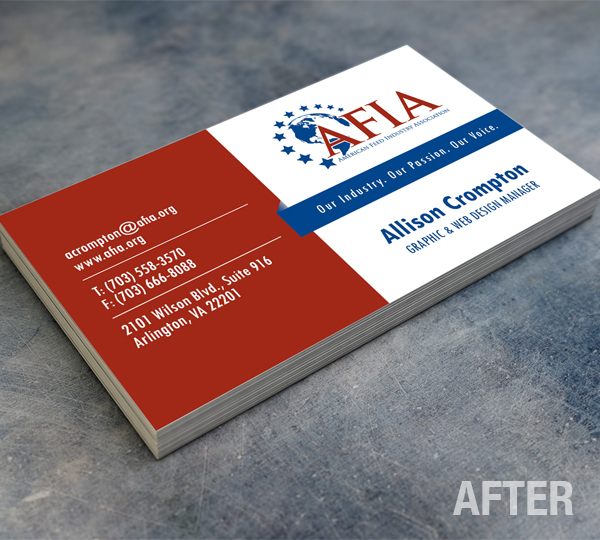 acrompton@afia.org
www.afia.org
T: (703) 558-3570
F: (703) 666-8088
2101 Wilson Blvd., Suite 916
Arlington, VA 22201
AFIA
American Feed Industry Association
Our Industry. Our Passion. Our Voice.
Allison Crompton
GRAPHIC & WEB DESIGN MANAGER
AFTER